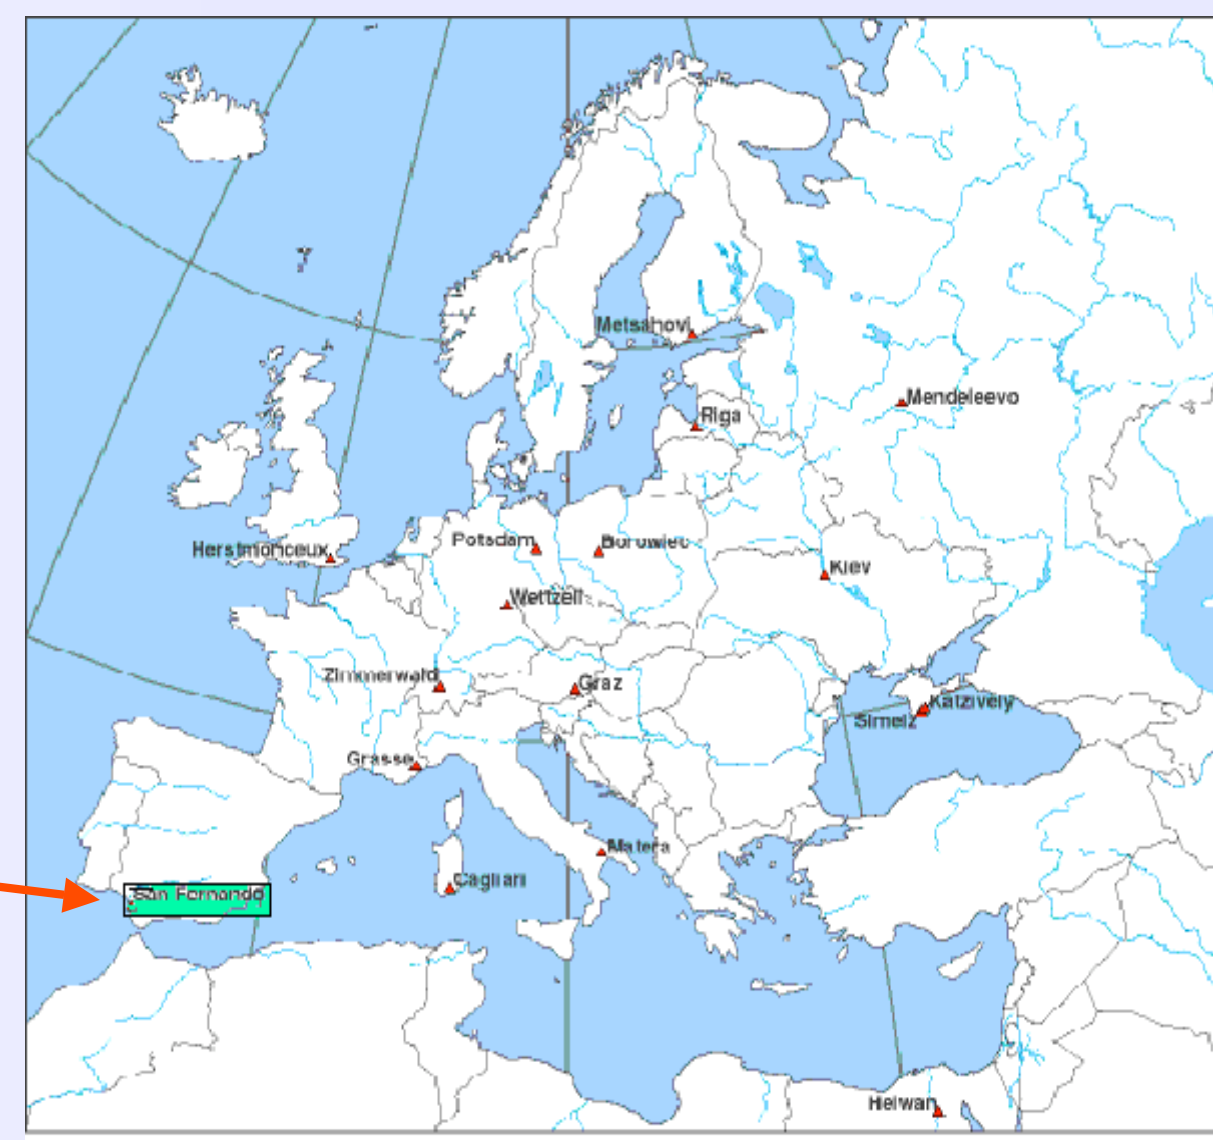 Metsahovi
Mendeleevo
Riga
Herstmonceux
Potsdam
Borowiec
Kiev
Wettzell
Zimmerwald
Graz
Katzively
Simeiz
Grasse
Matera
Cagliari
San Fernando
Helwan